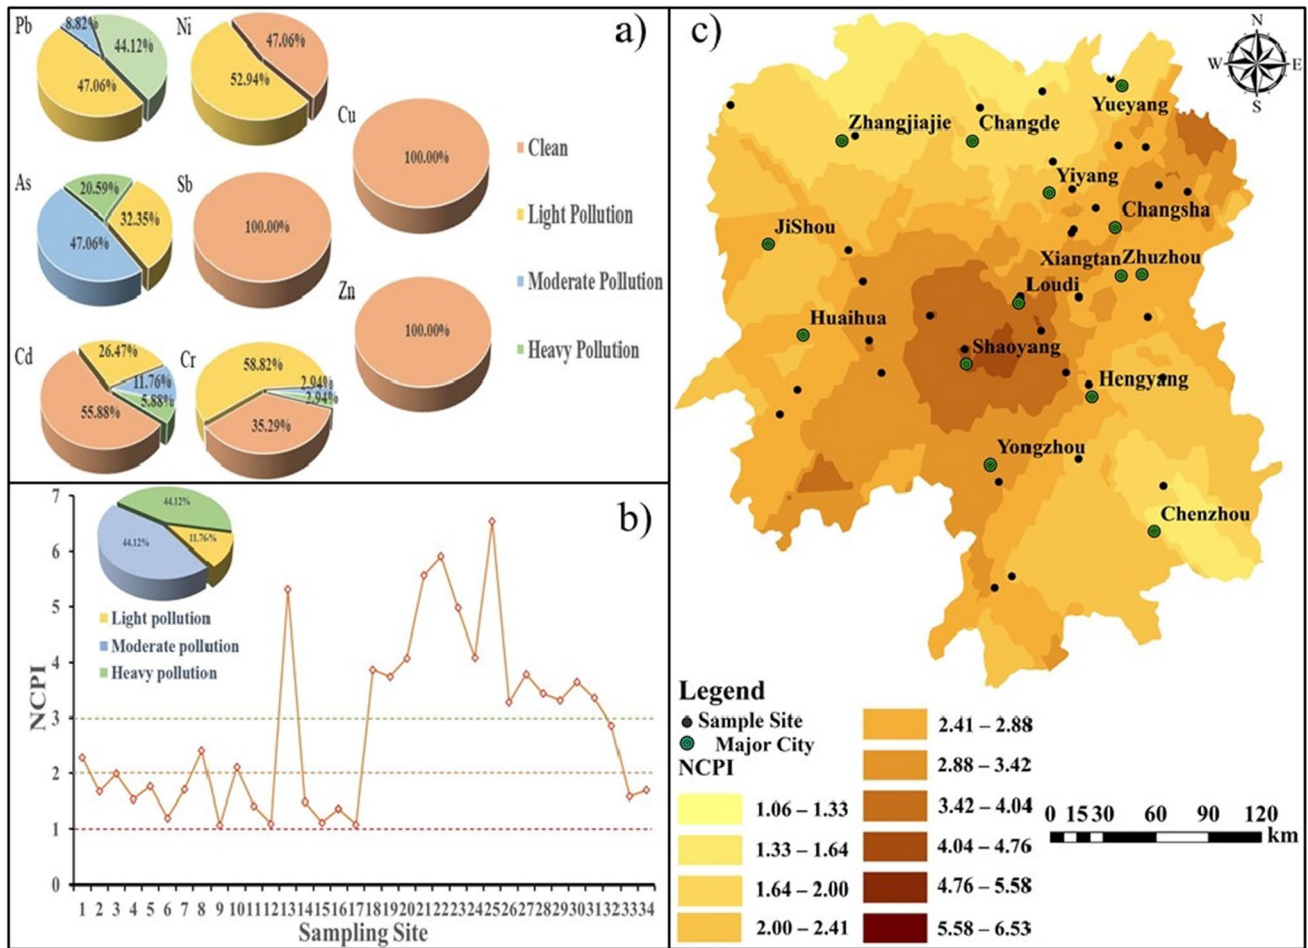 a)
Pb
8.82%
44.12%
47.06%
Ni
47.06%
52.94%
Cu
100.00%
As
20.59%
32.35%
47.06%
Sb
100.00%
Zn
100.00%
Cd
26.47%
11.76%
5.88%
55.88%
Cr
58.82%
2.94%
2.94%
35.29%
Clean
Light Pollution
Moderate Pollution
Heavy Pollution
b)
44.12%
44.12%
11.76%
Light pollution
Moderate pollution
Heavy pollution
NCPI
7
6
5
4
3
2
1
0
1 2 3 4 5 6 7 8 9 10 11 12 13 14 15 16 17 18 19 20 21 22 23 24 25 26 27 28 29 30 31 32 33 34
Sampling Site
c)
N
W E
S
Yueyang
Zhangjiajie Changde
Yiyang
Changsha
JiShou
Xiangtan Zhuzhou
Loudi
Huaihua
Shaoyang
Hengyang
Yongzhou
Chenzhou
Legend
Sample Site
Major City
NCPI
1.06 – 1.33
1.33 – 1.64
1.64 – 2.00
2.00 – 2.41
2.41 – 2.88
2.88 – 3.42
3.42 – 4.04
4.04 – 4.76
4.76 – 5.58
5.58 – 6.53
0 15 30 60 90 120
km